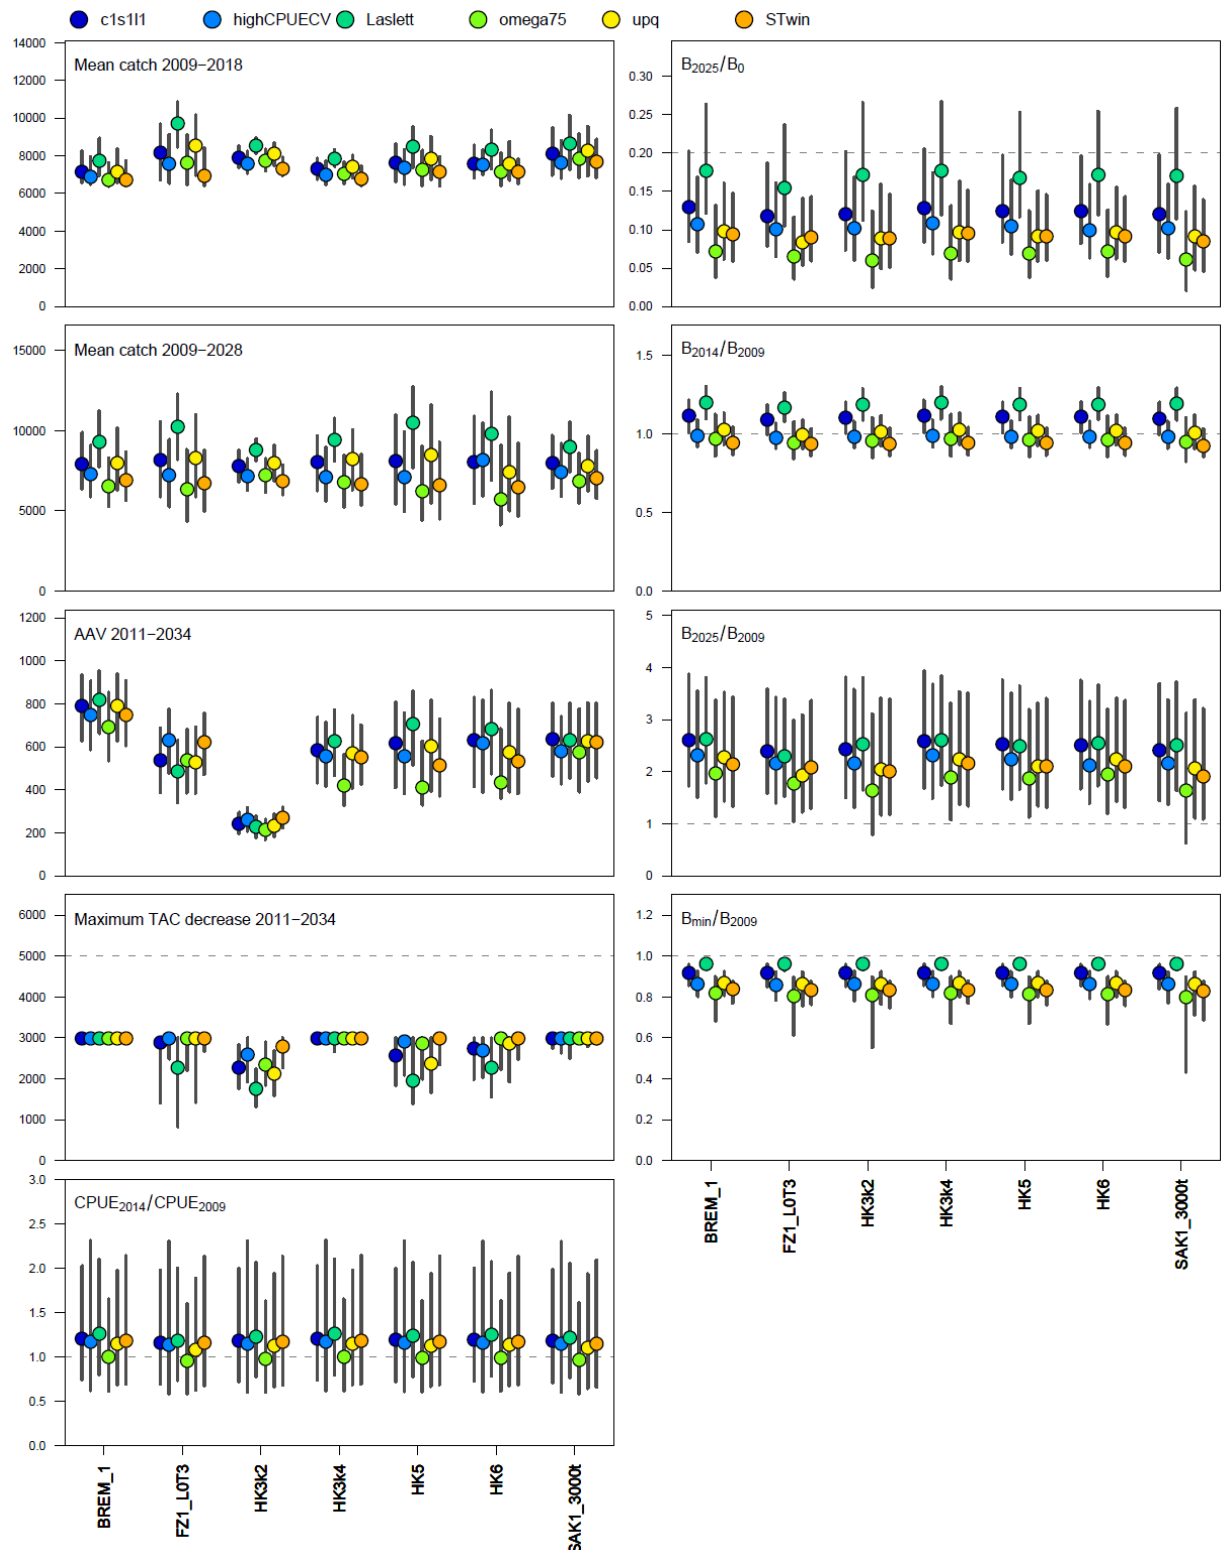 c1s1l1 highCPUECV Laslett omega75 upq STwin
Mean catch 2009−2018
14000
12000
10000
8000
6000
4000
2000
0
Mean catch 2009−2028
15000
10000
5000
0
AAV 2011−2034
1200
1000
800
600
400
200
0
Maximum TAC decrease 2011−2034
6000
5000
4000
3000
2000
1000
0
CPUE2014/CPUE2009
3.0
2.5
2.0
1.5
1.0
0.5
0.0
BREM_1
FZ1_L0T3
HK3k2
HK3k4
HK5
HK6
SAK1_3000t
B2025/B0
0.30
0.25
0.20
0.15
0.10
0.05
0.00
B2014/B2009
1.5
1.0
0.5
0.0
B2025/B2009
5
4
3
2
1
0
Bmin/B2009
1.2
1.0
0.8
0.6
0.4
0.2
0.0
BREM_1
FZ1_L0T3
HK3k2
HK3k4
HK5
HK6
SAK1_3000t